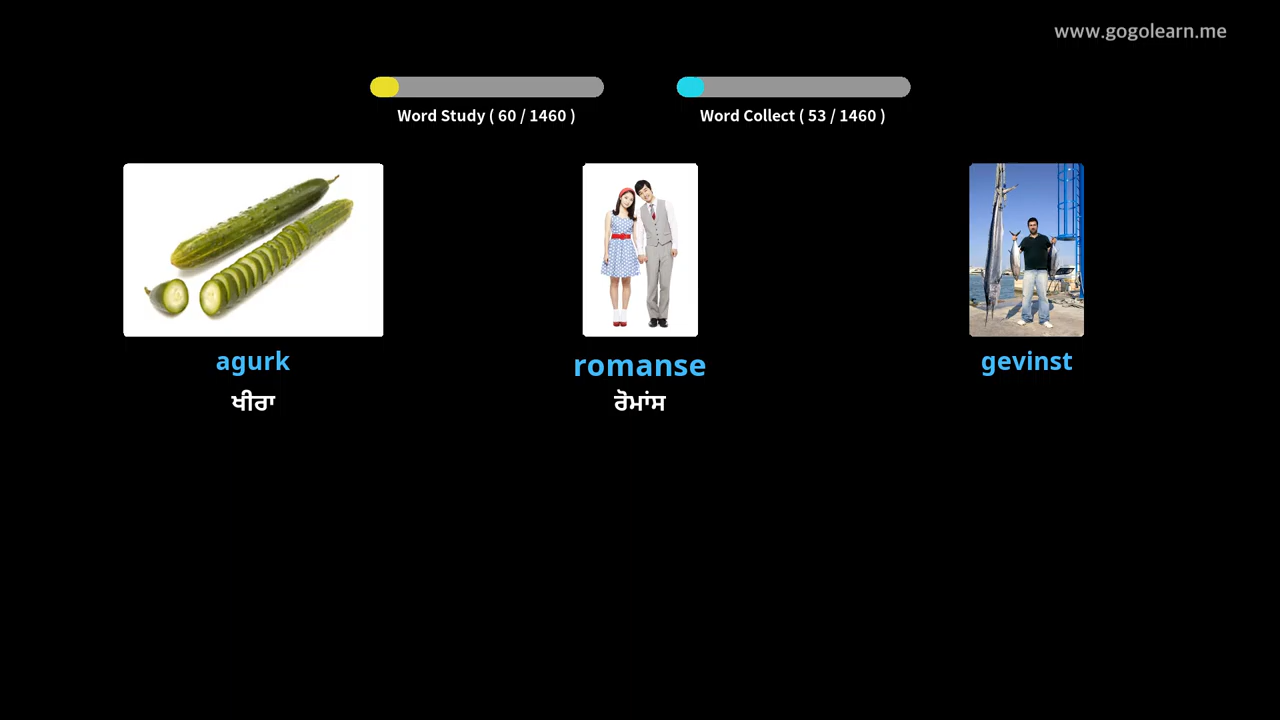 www.gogolearn.me
Word Study ( 60 / 1460 )
Word Collect ( 53 / 1460 )
agurk
romanse
gevinst
ਖੀਰਾ
ਰੋਮਾਂਸ